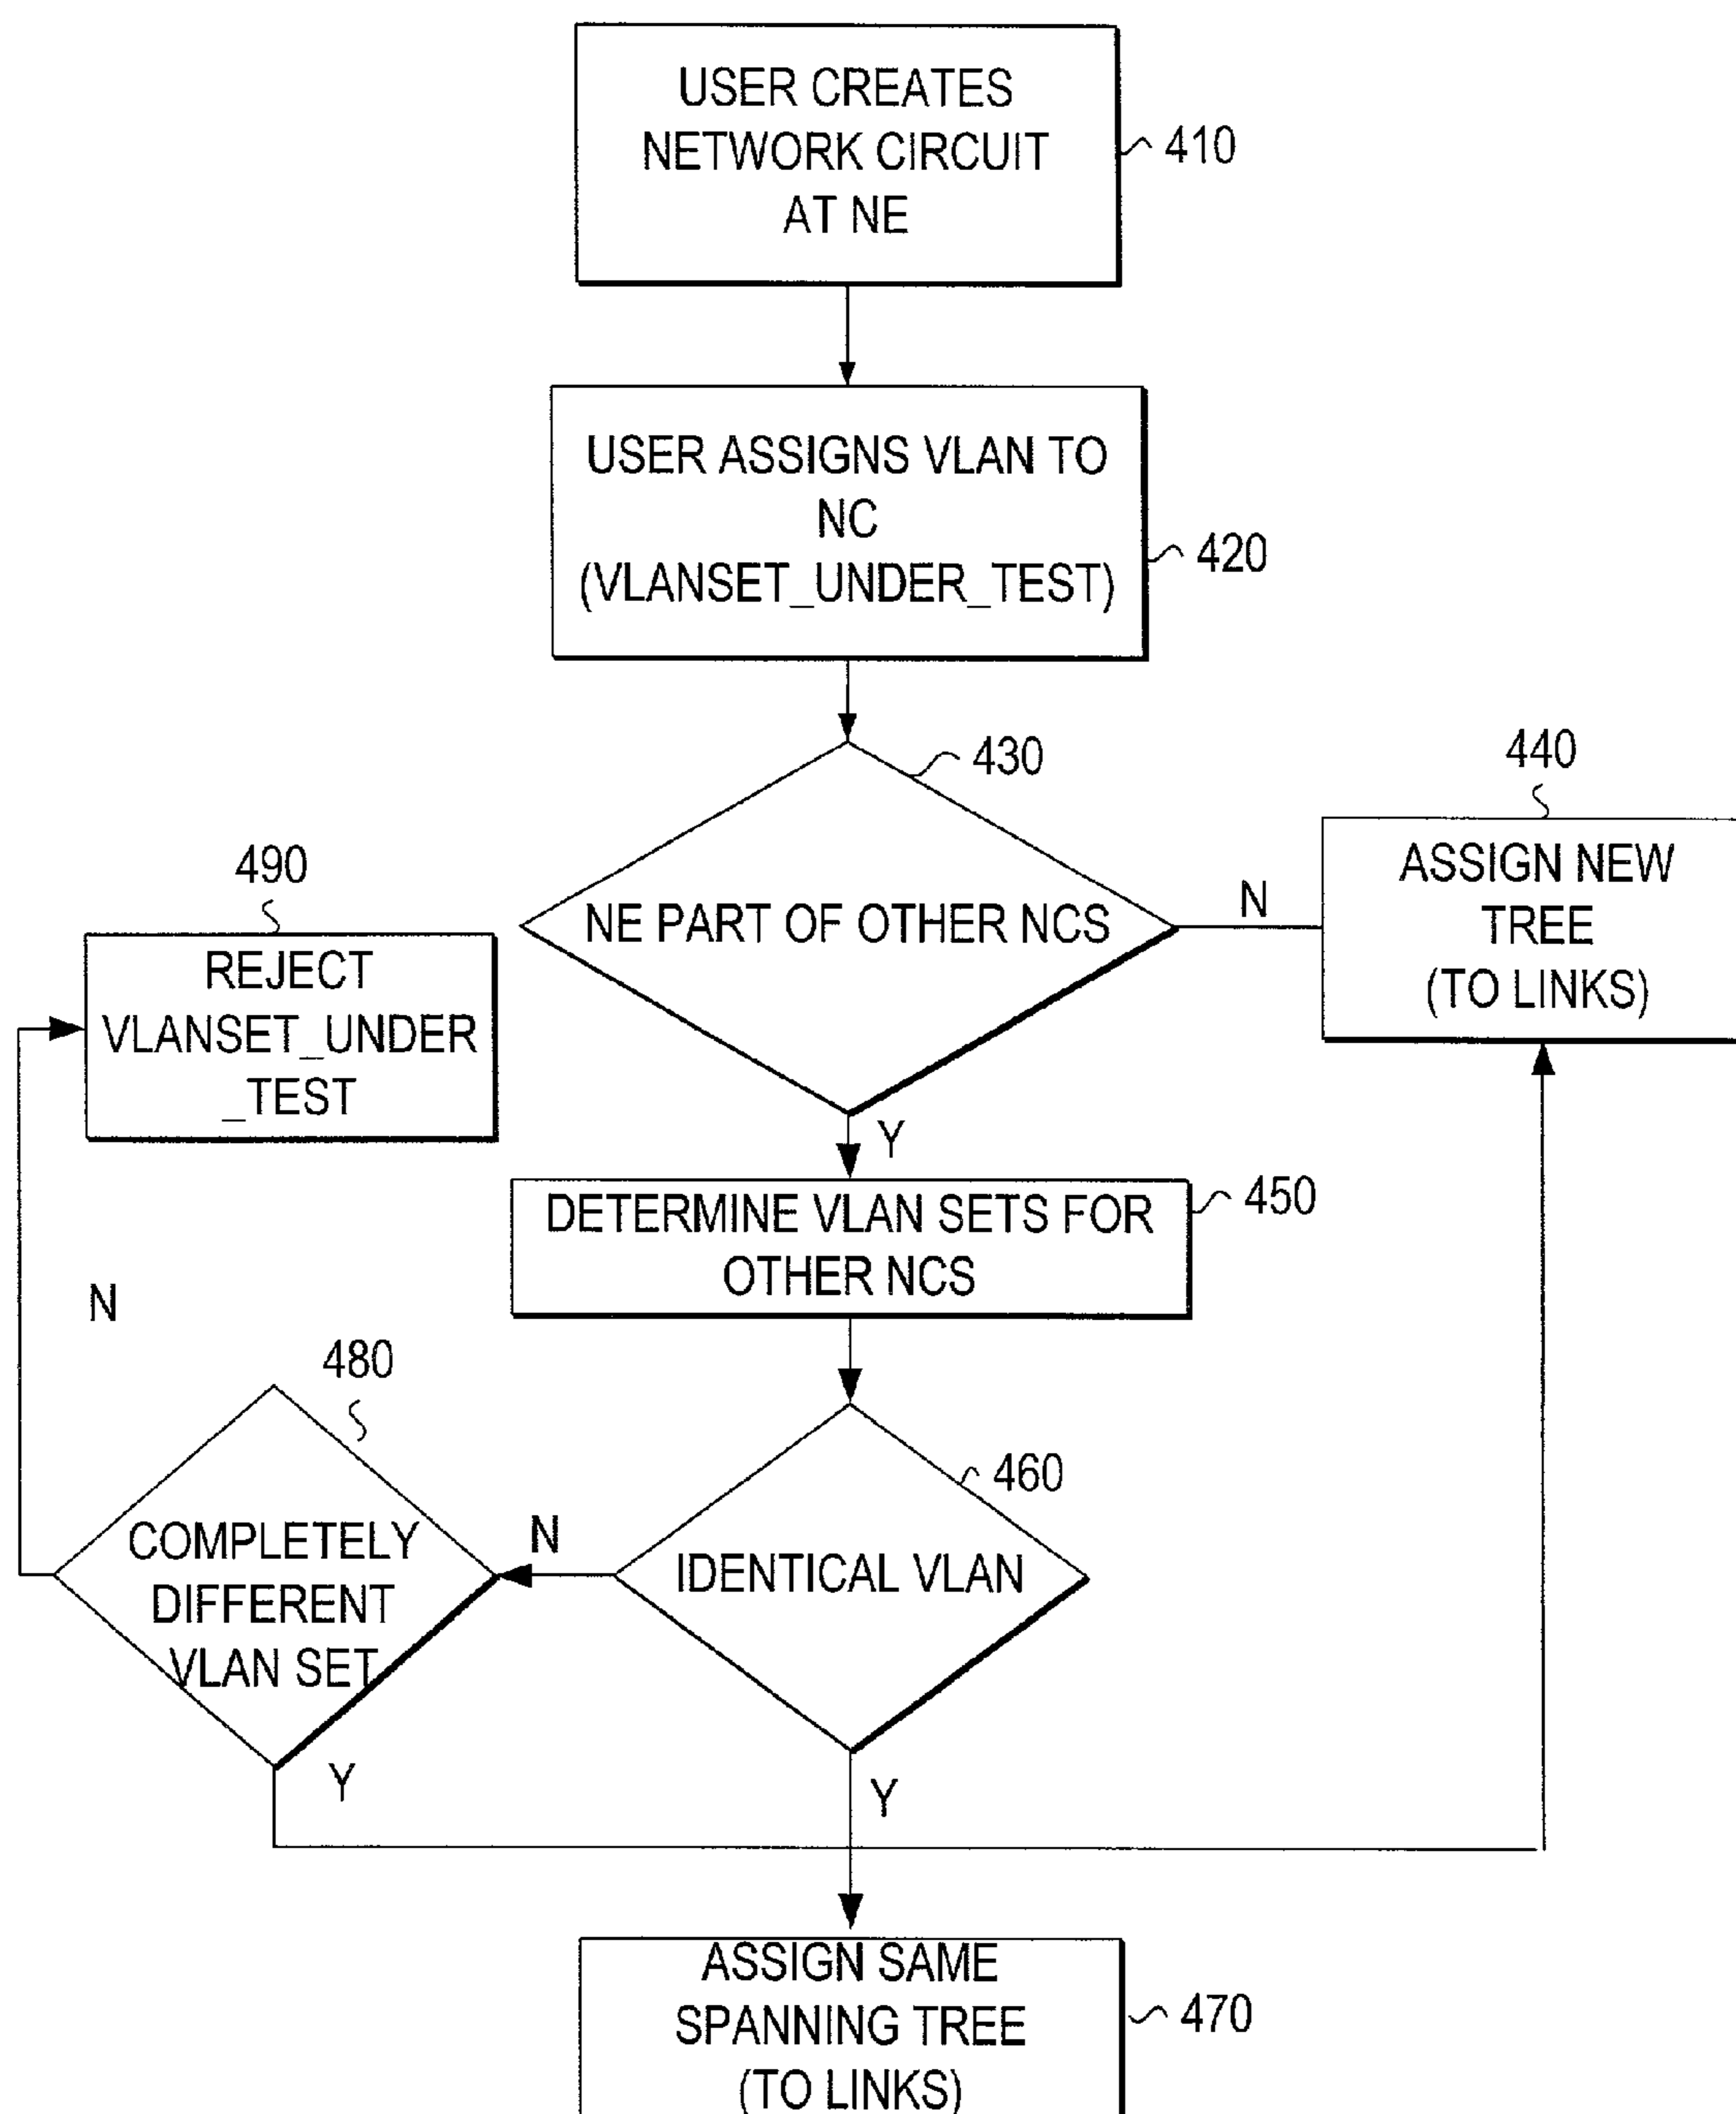 USER CREATES
NETWORK CIRCUIT
AT NE
410
USER ASSIGNS VLAN TO
NC
(VLANSET_UNDER_TEST)
420
430
NE PART OF OTHER NCS
N
440
ASSIGN NEW
TREE
(TO LINKS)
490
REJECT
VLANSET_UNDER
_TEST
Y
DETERMINE VLAN SETS FOR
OTHER NCS
450
N
480
COMPLETELY
DIFFERENT
VLAN SET
N
460
IDENTICAL VLAN
Y
Y
ASSIGN SAME
SPANNING TREE
(TO LINKS)
470